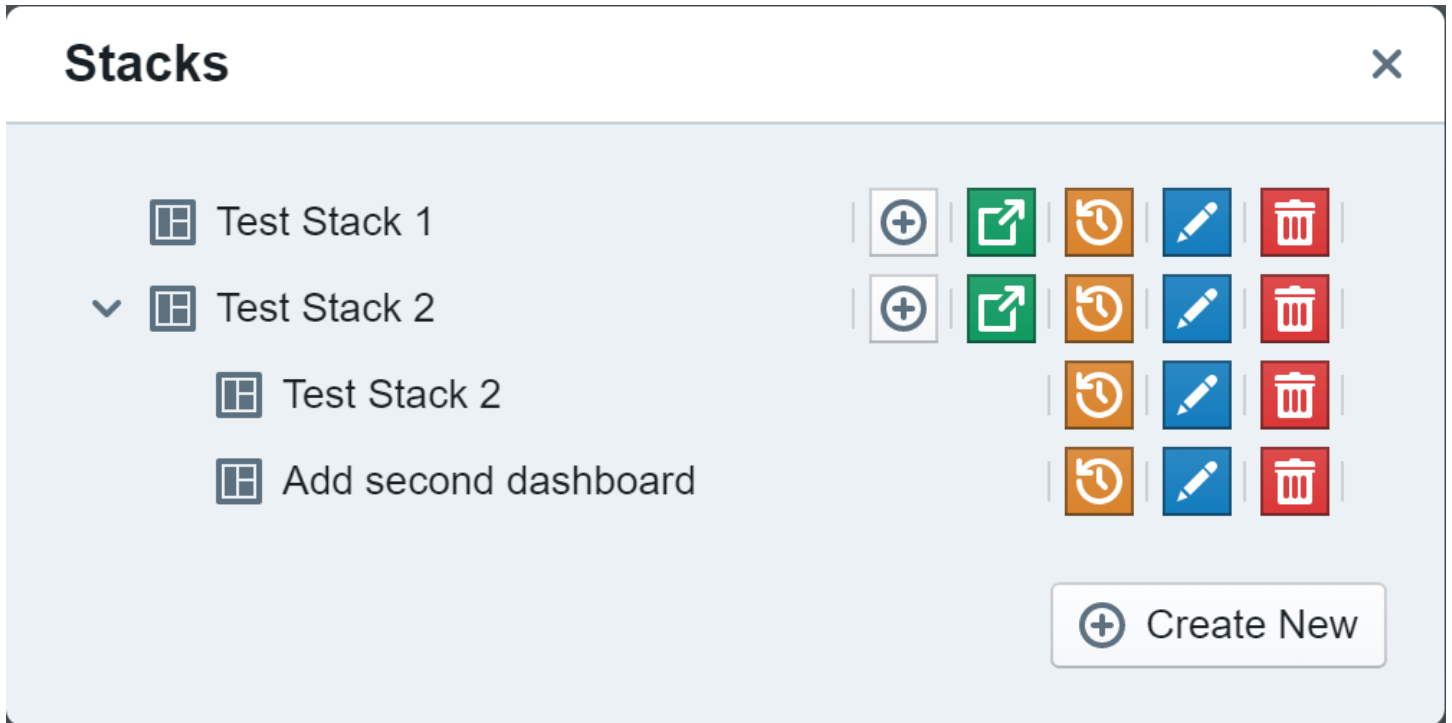 Stacks
Test Stack 1
Test Stack 2
Test Stack 2
Add second dashboard
Create New